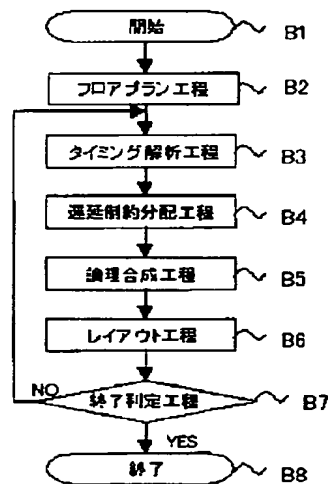 開始 B1
フロアプラン工程 B2
タイミング解析工程 B3
遅延制約分配工程 B4
論理合成工程 B5
レイアウト工程 B6
NO 終了判定工程 B7
YES
終了 B8